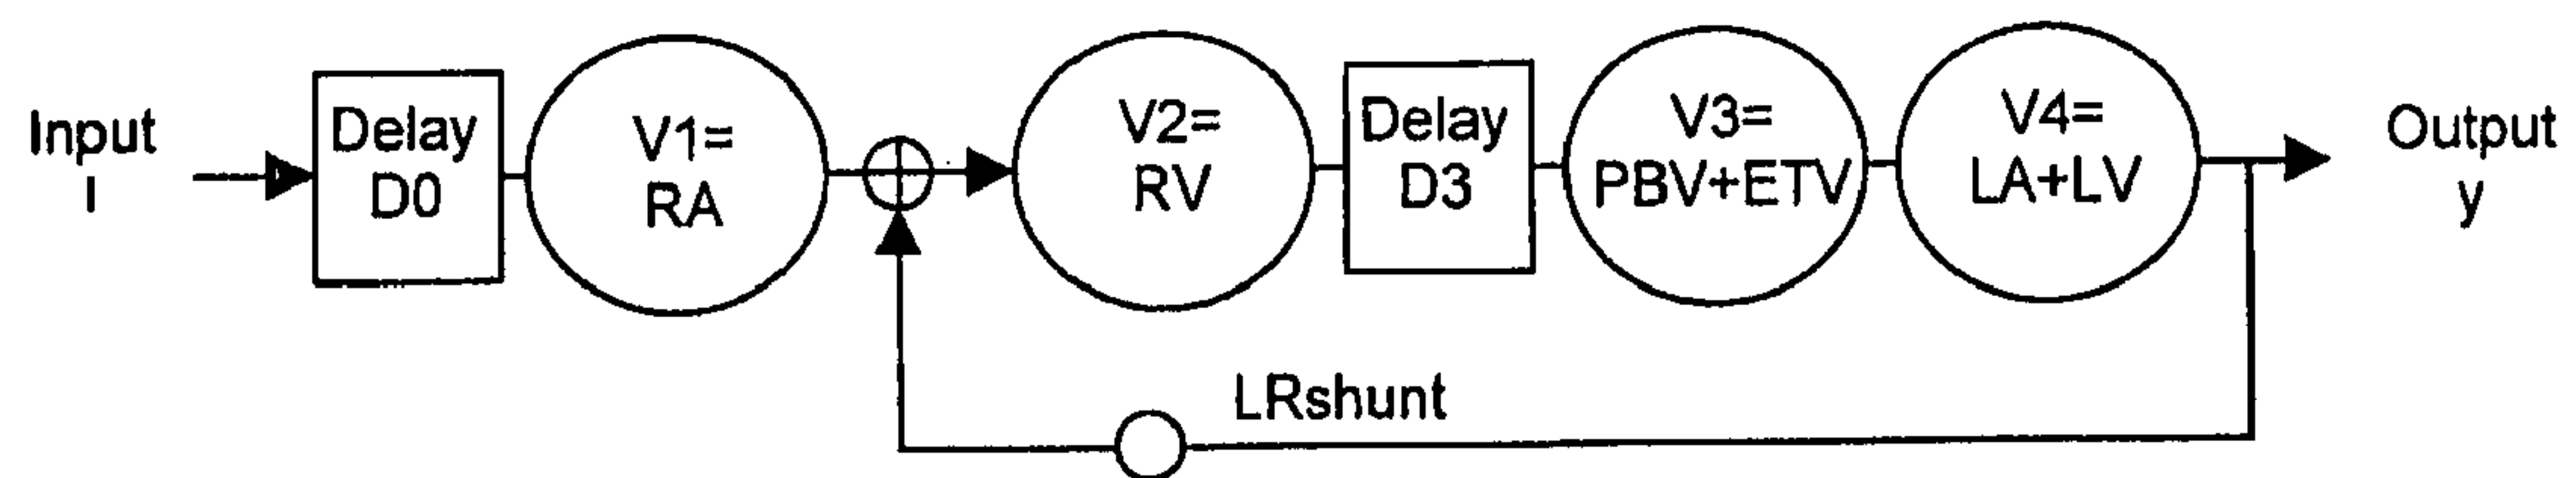 Input
I
Delay
D0
V1=
RA
V2=
RV
Delay
D3
V3=
PBV+ETV
V4=
LA+LV
Output
y
LRshunt